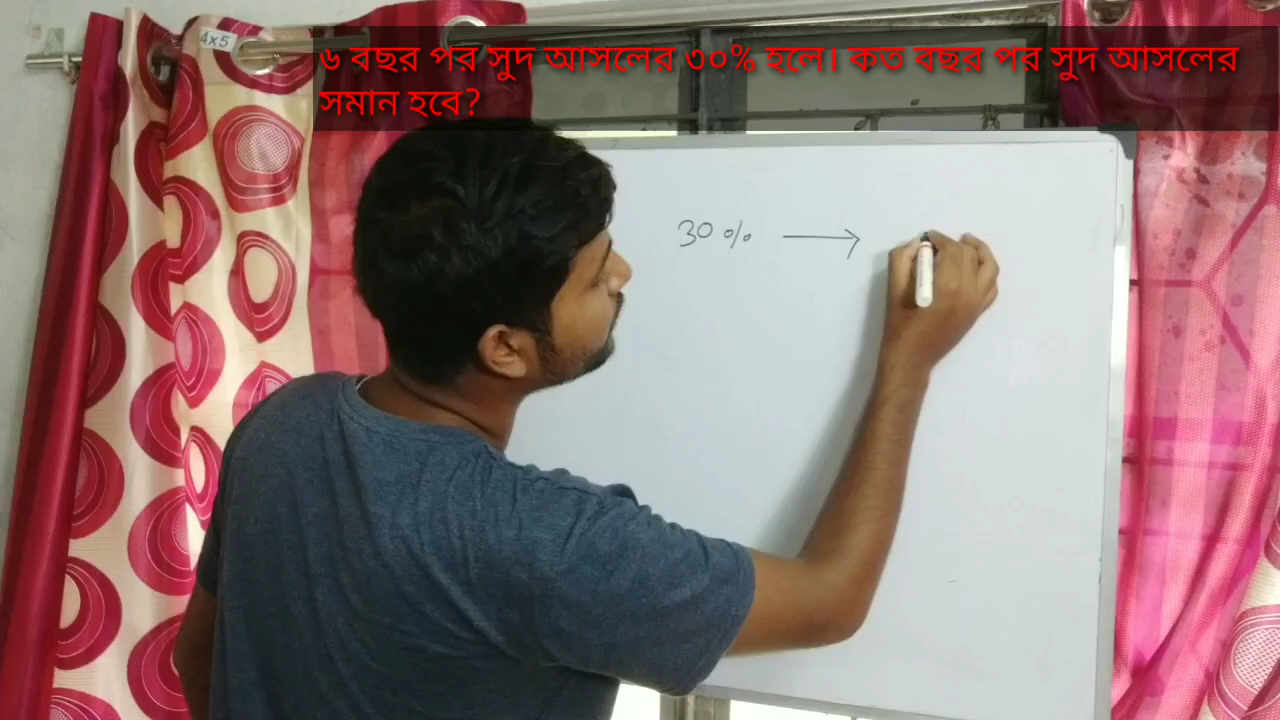 4x5
৬ বছর পর সুদ আসলের ৩০% হলে। কত বছর পর সুদ আসলের
সমান হবে?
30 % →